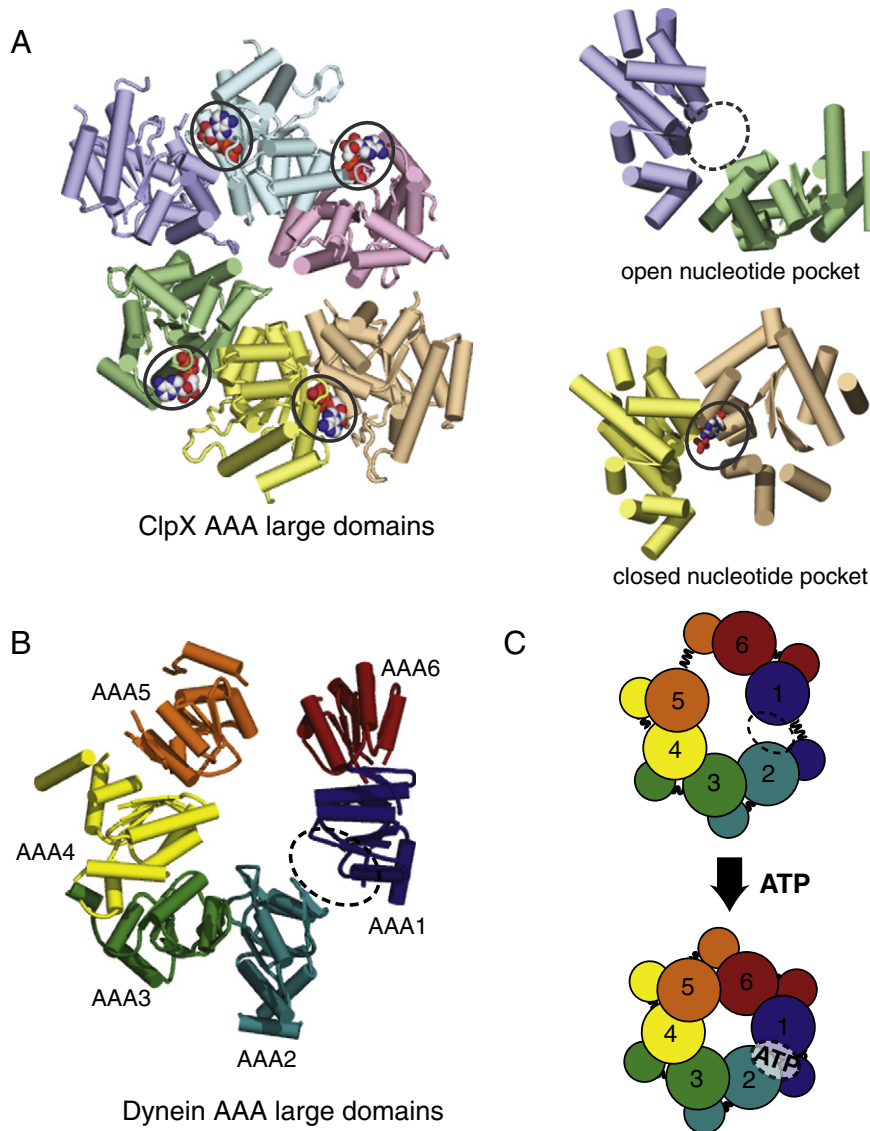 A
open nucleotide pocket
ClpX AAA large domains
closed nucleotide pocket
B
AAA5
AAA6
AAA4
AAA1
AAA3
AAA2
Dynein AAA large domains
C
6
1
5
4
2
3
ATP
6
5
1
4
ATP
2
3